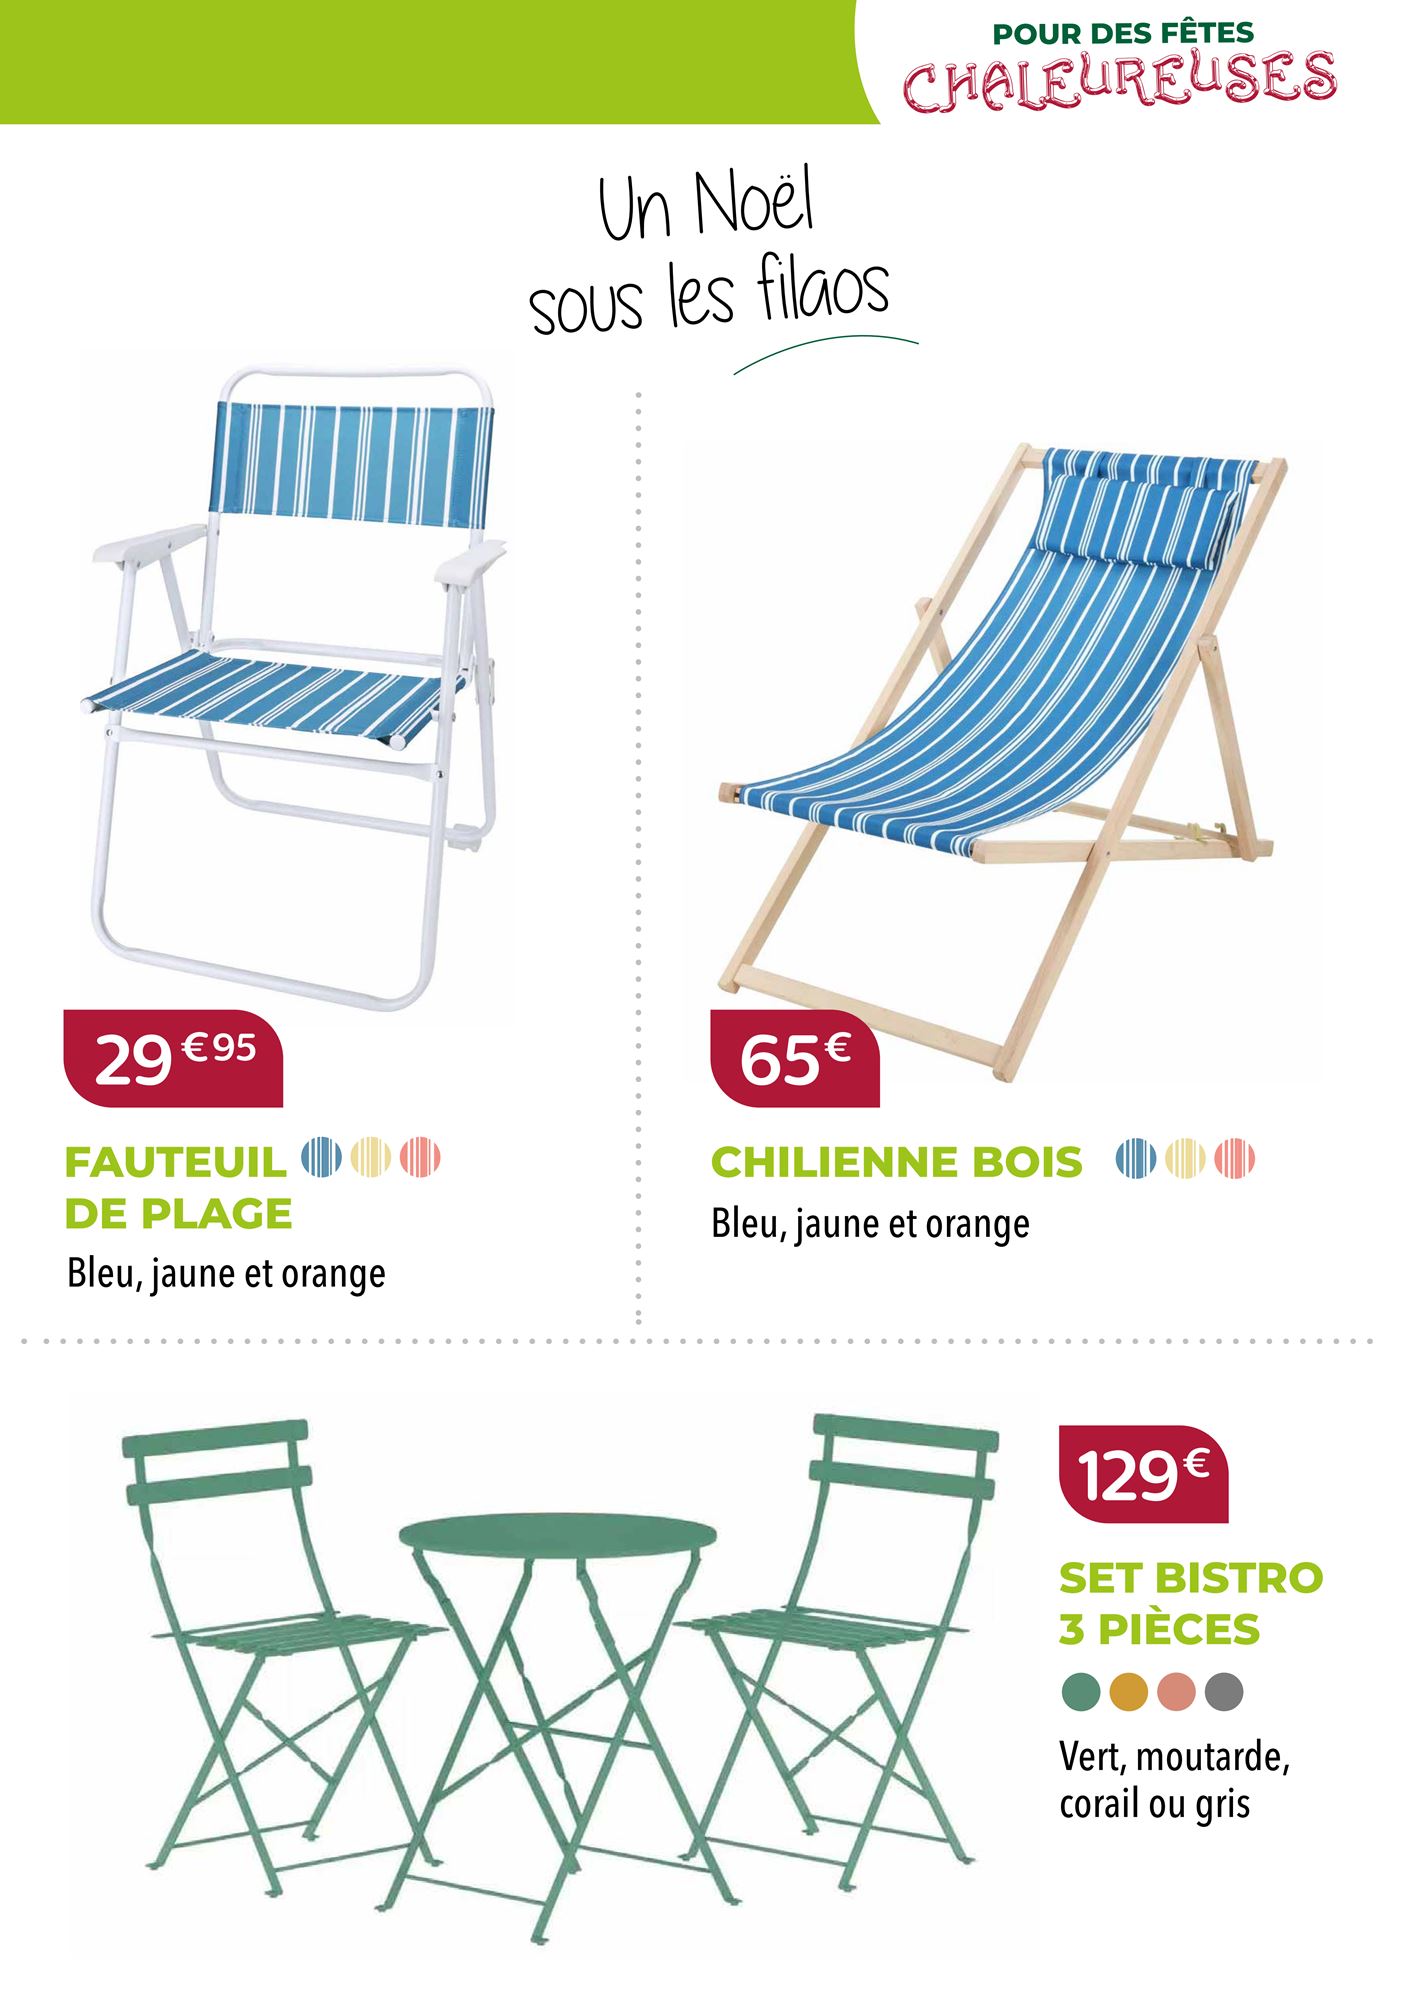 POUR DES FÊTES
CHALEUREUSES
Un Noël
sous les filaos
29 €95
FAUTEUIL
DE PLAGE
Bleu, jaune et orange
65€
CHILIENNE BOIS
Bleu, jaune et orange
129€
SET BISTRO
3 PIÈCES
Vert, moutarde,
corail ou gris